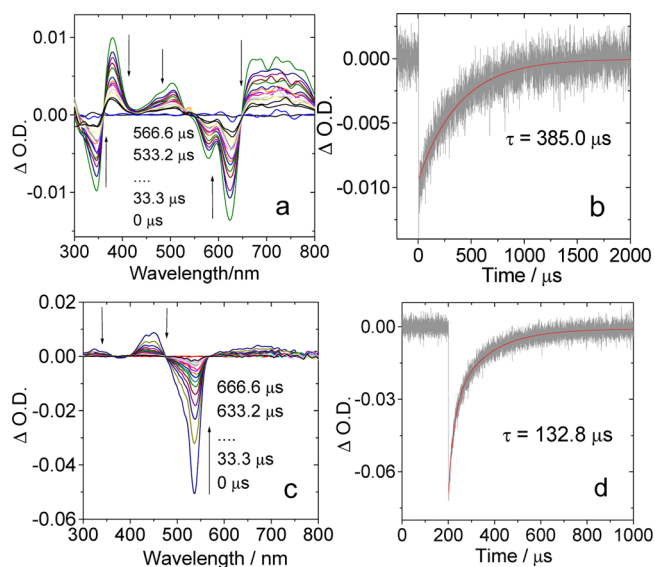 0.01
0.00
-0.01
Δ O.D.
566.6 μs
533.2 μs
....
33.3 μs
0 μs
a
300 400 500 600 700 800
Wavelength/nm
0.000
-0.005
-0.010
Δ O.D.
τ = 385.0 μs
b
0 500 1000 1500 2000
Time / μs
0.02
0.00
-0.02
-0.04
-0.06
Δ O.D.
666.6 μs
633.2 μs
....
33.3 μs
0 μs
c
300 400 500 600 700 800
Wavelength / nm
0.00
-0.03
-0.06
Δ O.D.
τ = 132.8 μs
d
0 200 400 600 800 1000
Time / μs